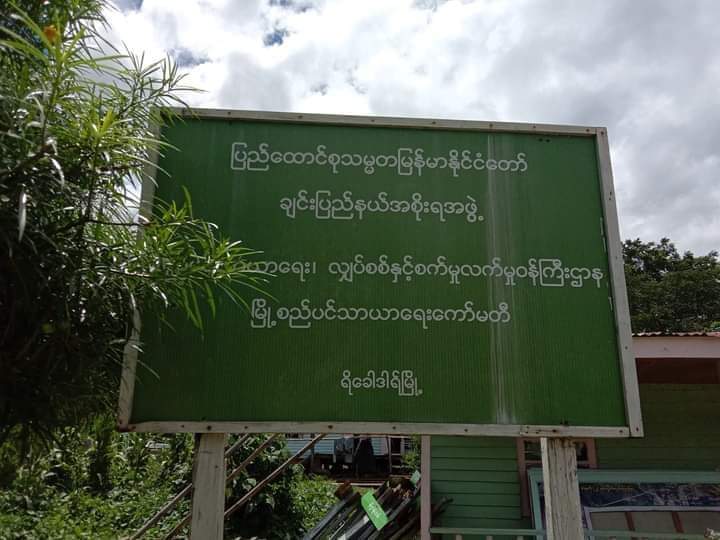 ပြည်ထောင်စုသမ္မတမြန်မာနိုင်ငံတော်
ချင်းပြည်နယ်အစိုးရအဖွဲ့
ယာရေး၊ လျှပ်စစ်နှင့်စက်မှုလက်မှုဝန်ကြီးဌာန
မြို့စည်ပင်သာယာရေးကော်မတီ
ရိခေါဒါရ်မြို့